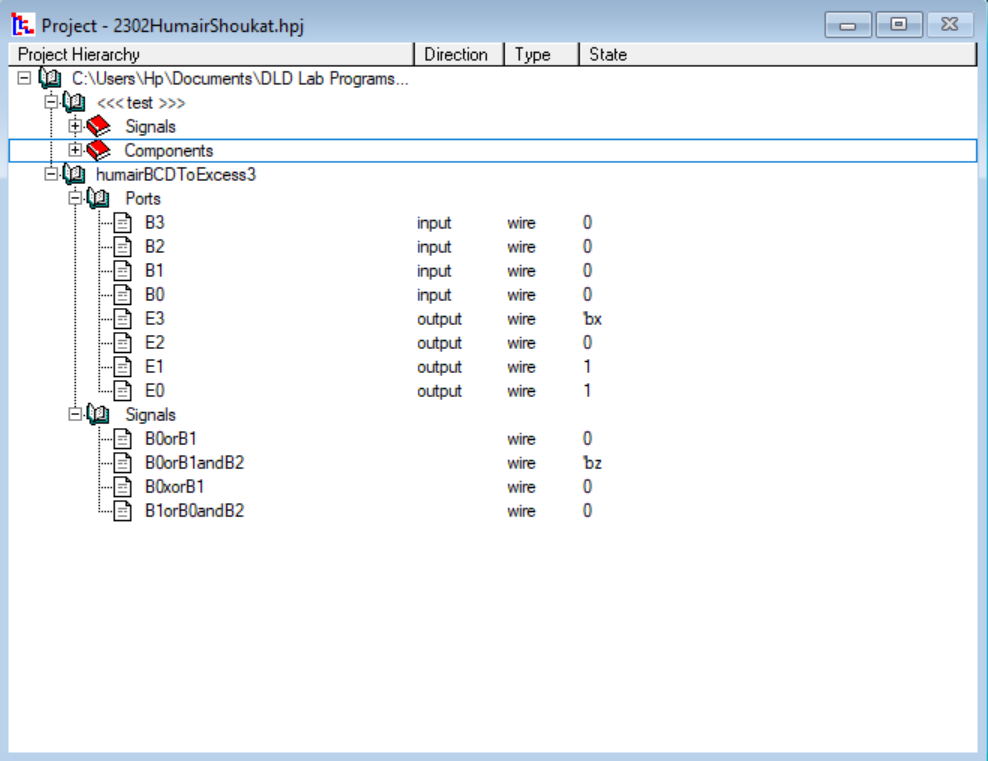 Project - 2302HumairShoukat.hpj
Project Hierarchy Direction Type State
C:\Users\Hp\Documents\DLD Lab Programs...
<<< test >>>
Signals
Components
humairBCDToExcess3
Ports
B3 input wire 0
B2 input wire 0
B1 input wire 0
B0 input wire 0
E3 output wire 'bx
E2 output wire 0
E1 output wire 1
E0 output wire 1
Signals
B0orB1 wire 0
B0orB1andB2 wire 'bz
B0xorB1 wire 0
B1orB0andB2 wire 0